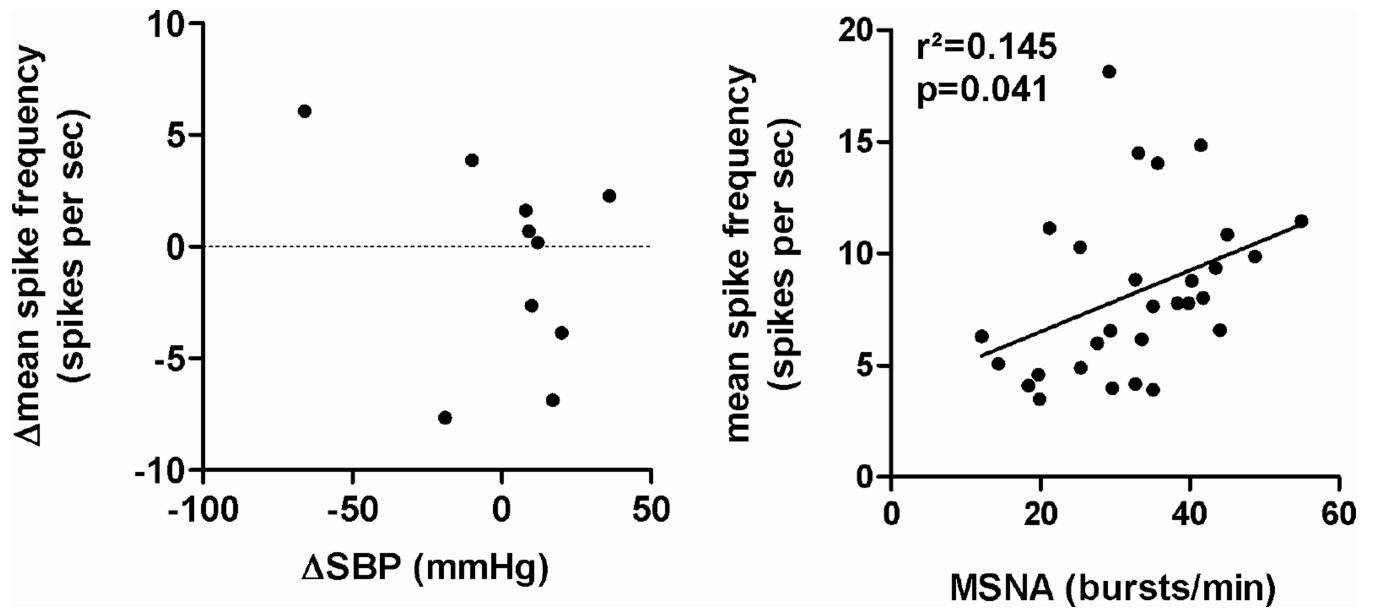 Δmean spike frequency
(spikes per sec)
10
5
0
-5
-10
-100
-50
0
50
ΔSBP (mmHg)
mean spike frequency
(spikes per sec)
20
15
10
5
0
r²=0.145
p=0.041
0
20
40
60
MSNA (bursts/min)